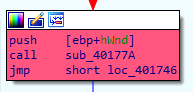 push    [ebp+hWnd]
call    sub_40177A
jmp     short loc_401746